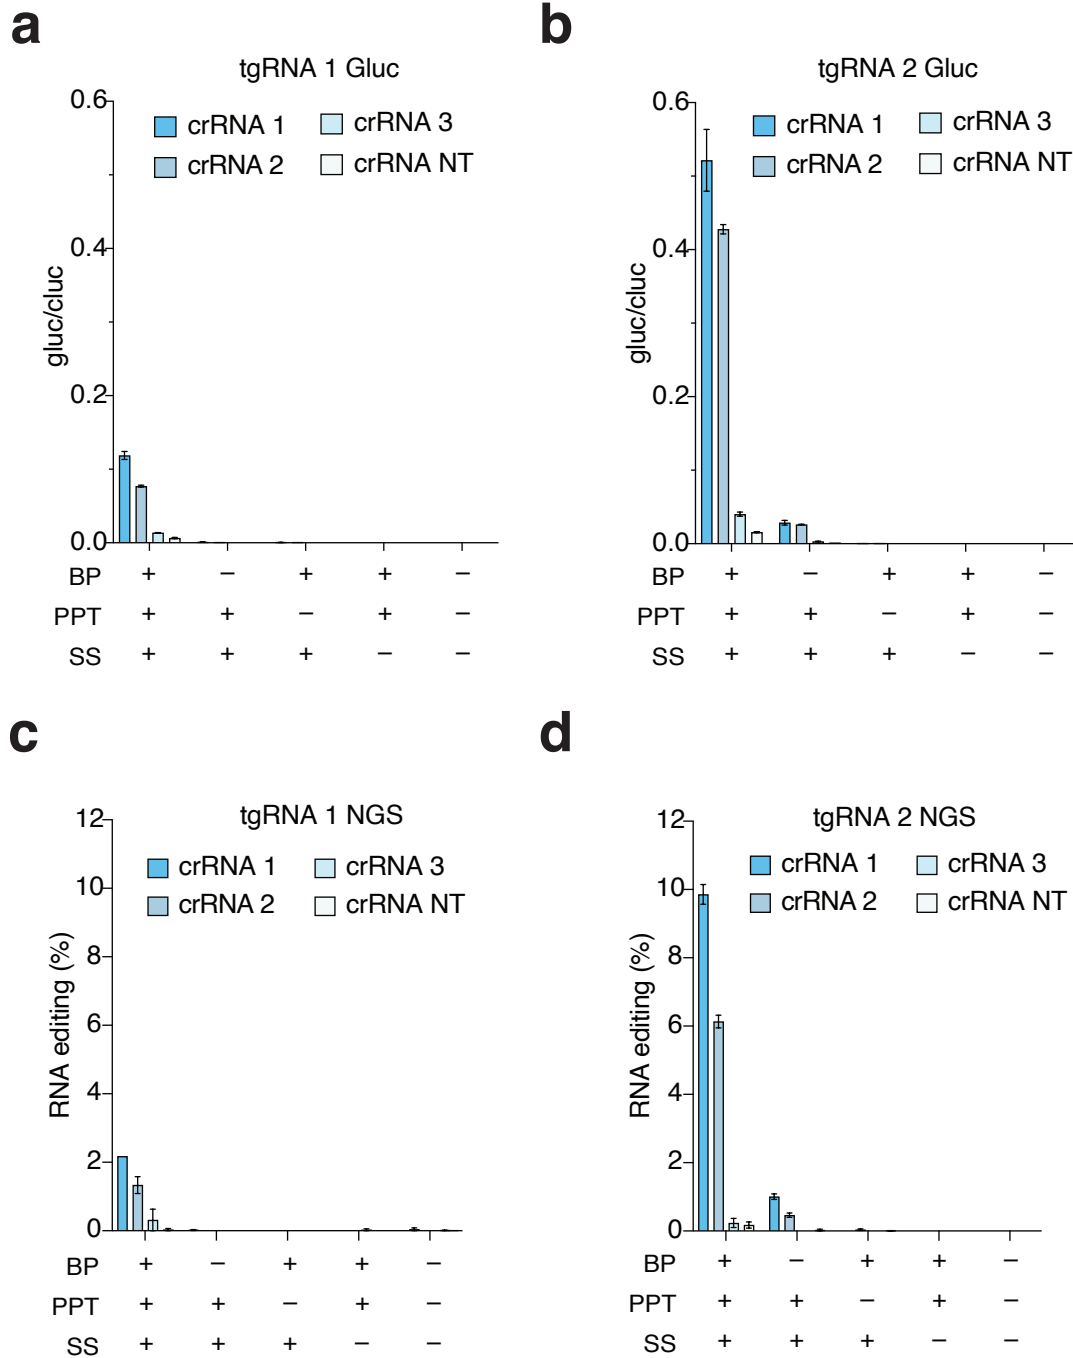 a
tgRNA 1 Gluc
crRNA 1
crRNA 3
crRNA 2
crRNA NT
gluc/cluc
0.6
0.4
0.2
0.0
BP + − + + −
PPT + + − + −
SS + + + − −
b
tgRNA 2 Gluc
crRNA 1
crRNA 3
crRNA 2
crRNA NT
gluc/cluc
0.6
0.4
0.2
0.0
BP + − + + −
PPT + + − + −
SS + + + − −
c
tgRNA 1 NGS
crRNA 1
crRNA 3
crRNA 2
crRNA NT
RNA editing (%)
12
10
8
6
4
2
0
BP + − + + −
PPT + + − + −
SS + + + − −
d
tgRNA 2 NGS
crRNA 1
crRNA 3
crRNA 2
crRNA NT
RNA editing (%)
12
10
8
6
4
2
0
BP + − + + −
PPT + + − + −
SS + + + − −